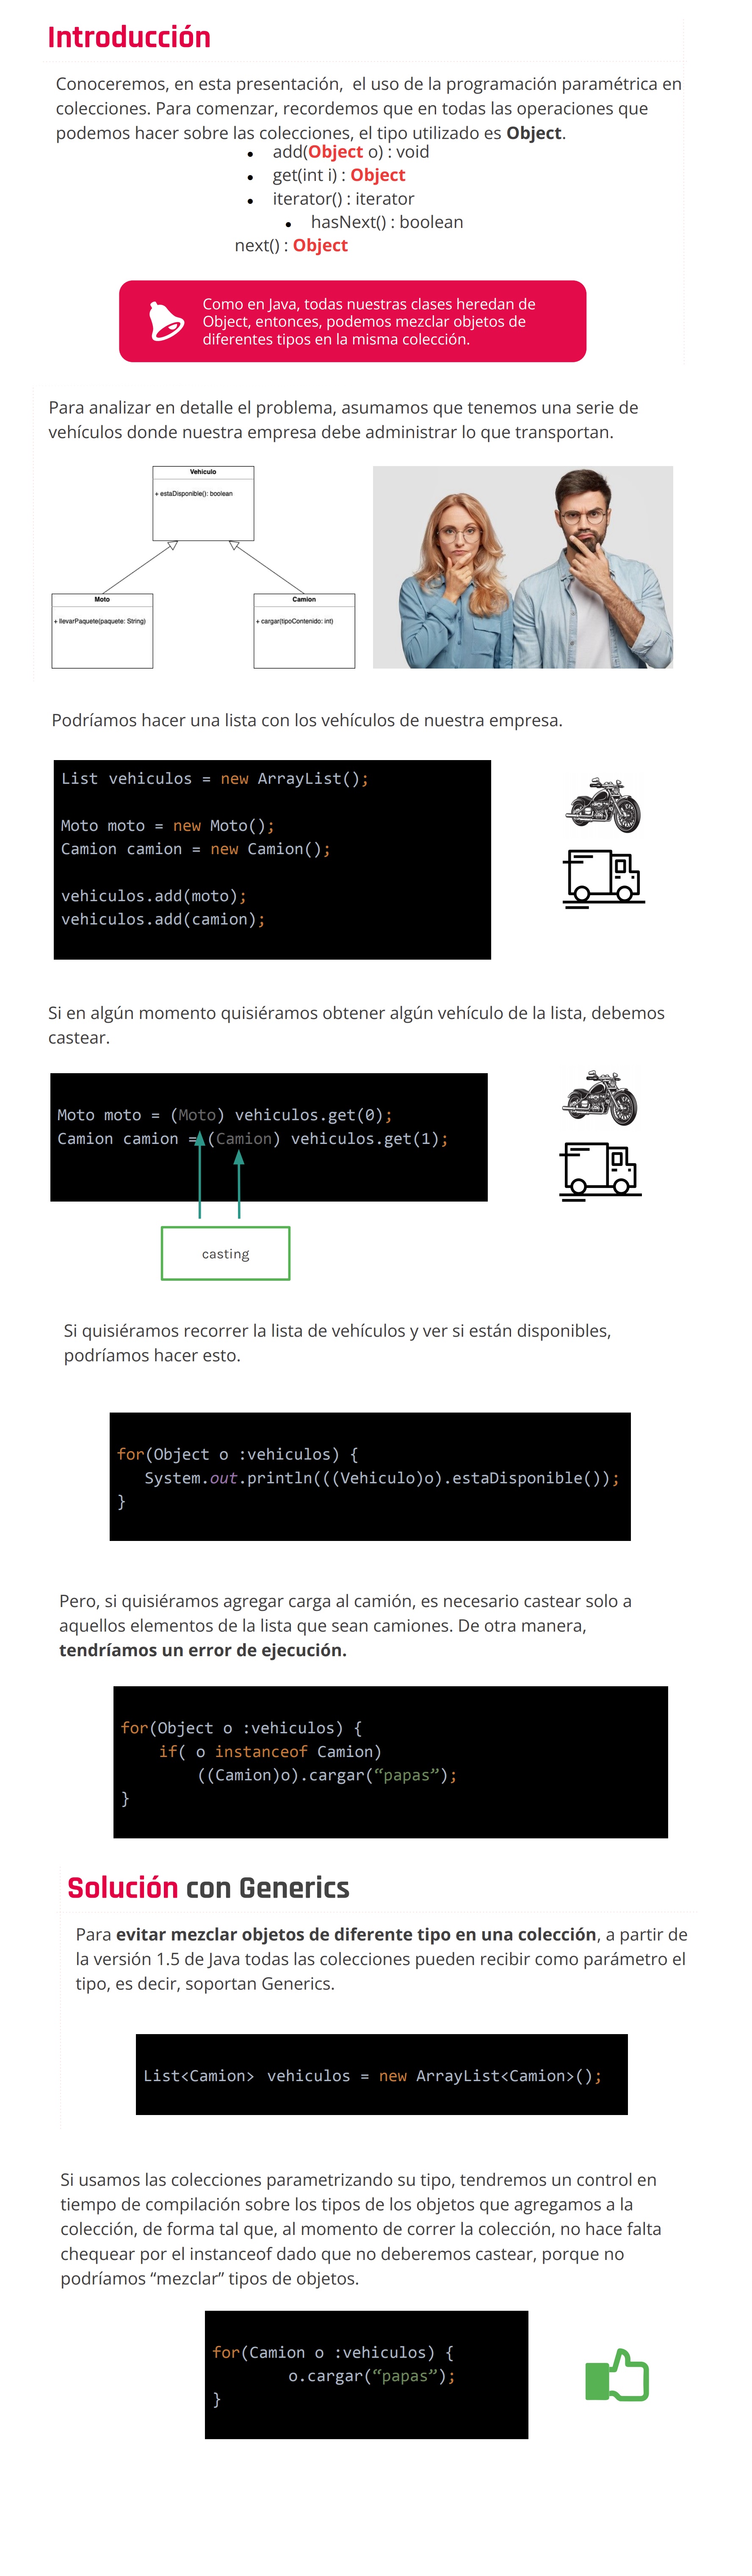 Introducción
Conoceremos, en esta presentación,  el uso de la programación paramétrica en
colecciones. Para comenzar, recordemos que en todas las operaciones que
podemos hacer sobre las colecciones, el tipo utilizado es Object.
• add(Object o) : void
• get(int i) : Object
• iterator() : iterator
• hasNext() : boolean
next() : Object
Como en Java, todas nuestras clases heredan de
Object, entonces, podemos mezclar objetos de
diferentes tipos en la misma colección.
Para analizar en detalle el problema, asumamos que tenemos una serie de
vehículos donde nuestra empresa debe administrar lo que transportan.
Vehiculo
+ estaDisponible(): boolean
Moto
+ llevarPaquete(paquete: String)
Camion
+ cargar(tipoContenido: int)
Podríamos hacer una lista con los vehículos de nuestra empresa.
List vehiculos = new ArrayList();
Moto moto = new Moto();
Camion camion = new Camion();
vehiculos.add(moto);
vehiculos.add(camion);
Si en algún momento quisiéramos obtener algún vehículo de la lista, debemos
castear.
Moto moto = (Moto) vehiculos.get(0);
Camion camion = (Camion) vehiculos.get(1);
casting
Si quisiéramos recorrer la lista de vehículos y ver si están disponibles,
podríamos hacer esto.
for(Object o :vehiculos) {
System.out.println(((Vehiculo)o).estaDisponible());
}
Pero, si quisiéramos agregar carga al camión, es necesario castear solo a
aquellos elementos de la lista que sean camiones. De otra manera,
tendríamos un error de ejecución.
for(Object o :vehiculos) {
if( o instanceof Camion)
((Camion)o).cargar(“papas”);
}
Solución con Generics
Para evitar mezclar objetos de diferente tipo en una colección, a partir de
la versión 1.5 de Java todas las colecciones pueden recibir como parámetro el
tipo, es decir, soportan Generics.
List<Camion> vehiculos = new ArrayList<Camion>();
Si usamos las colecciones parametrizando su tipo, tendremos un control en
tiempo de compilación sobre los tipos de los objetos que agregamos a la
colección, de forma tal que, al momento de correr la colección, no hace falta
chequear por el instanceof dado que no deberemos castear, porque no
podríamos “mezclar” tipos de objetos.
for(Camion o :vehiculos) {
o.cargar(“papas”);
}